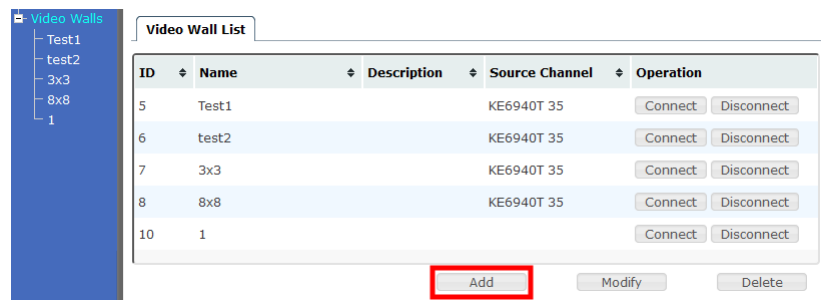 Video Walls
Test1
test2
3x3
8x8
1
Video Wall List
ID Name Description Source Channel Operation
5 Test1 KE6940T 35 Connect Disconnect
6 test2 KE6940T 35 Connect Disconnect
7 3x3 KE6940T 35 Connect Disconnect
8 8x8 KE6940T 35 Connect Disconnect
10 1 Connect Disconnect
Add Modify Delete